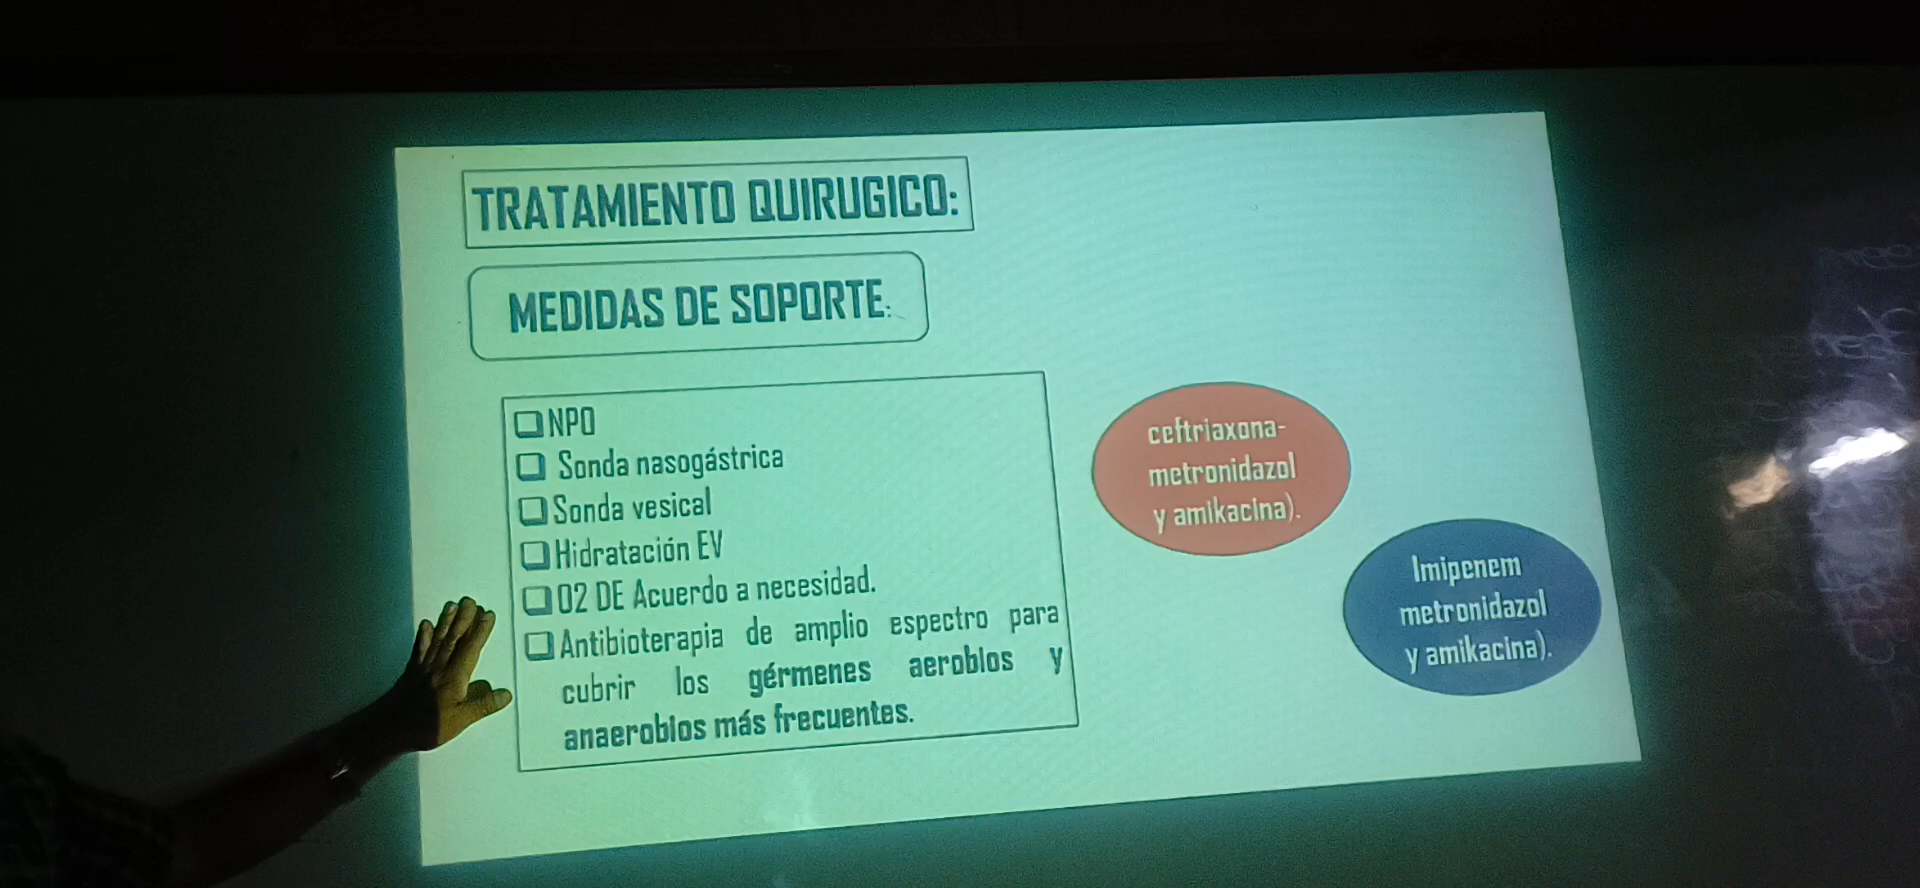 TRATAMIENTO QUIRUGICO:
MEDIDAS DE SOPORTE:
NPO
Sonda nasogástrica
Sonda vesical
Hidratación EV
O2 DE Acuerdo a necesidad.
Antibioterapia de amplio espectro para
cubrir los gérmenes aerobios y
anaerobios más frecuentes.
ceftriaxona-
metronidazol
y amikacina).
Imipenem
metronidazol
y amikacina).